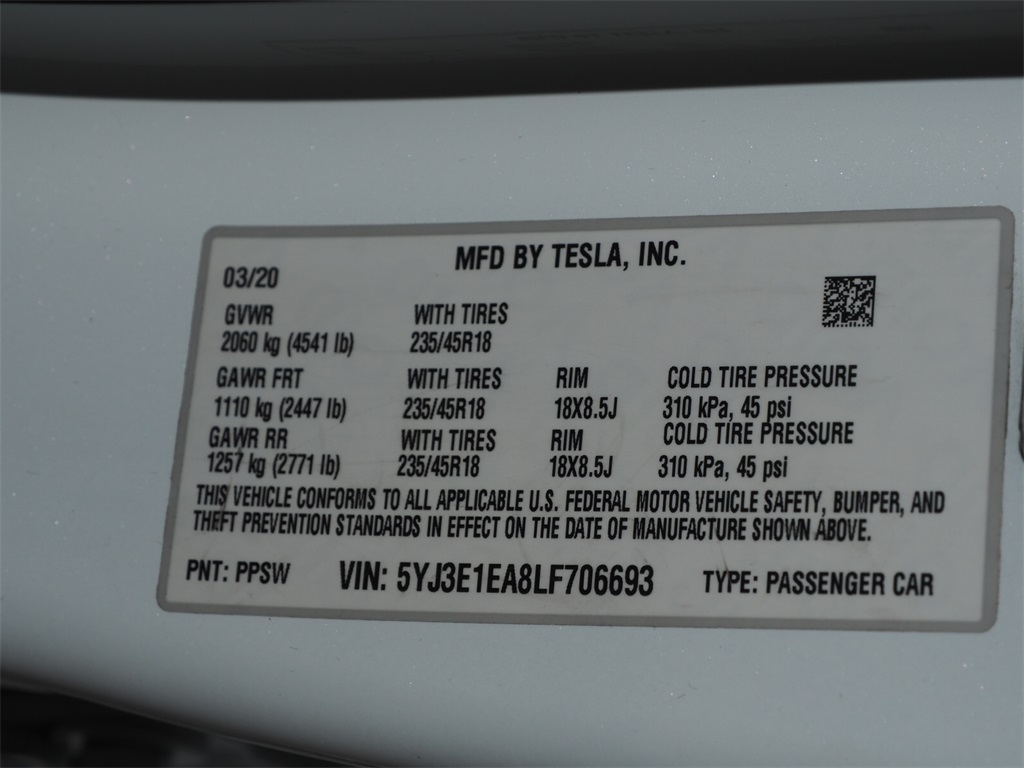 MFD BY TESLA, INC.
03/20
GVWR WITH TIRES
2060 kg (4541 lb) 235/45R18
GAWR FRT WITH TIRES RIM COLD TIRE PRESSURE
1110 kg (2447 lb) 235/45R18 18X8.5J 310 kPa, 45 psi
GAWR RR WITH TIRES RIM COLD TIRE PRESSURE
1257 kg (2771 lb) 235/45R18 18X8.5J 310 kPa, 45 psi
THIS VEHICLE CONFORMS TO ALL APPLICABLE U.S. FEDERAL MOTOR VEHICLE SAFETY, BUMPER, AND
THEFT PREVENTION STANDARDS IN EFFECT ON THE DATE OF MANUFACTURE SHOWN ABOVE.
PNT: PPSW VIN: 5YJ3E1EA8LF706693 TYPE: PASSENGER CAR